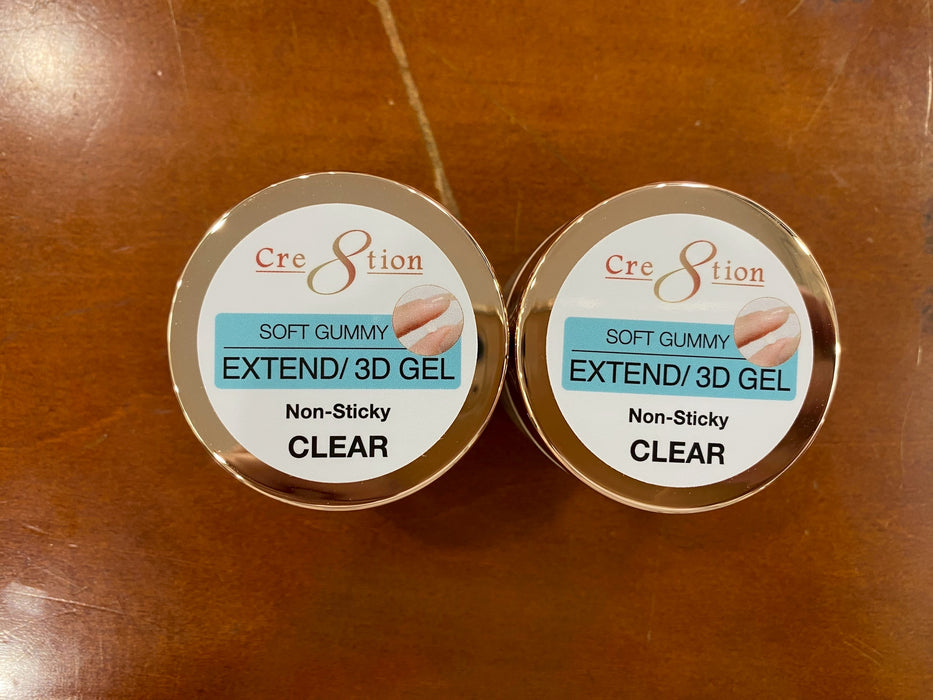 Cre8tion
SOFT GUMMY
EXTEND/ 3D GEL
Non-Sticky
CLEAR
Cre8tion
SOFT GUMMY
EXTEND/ 3D GEL
Non-Sticky
CLEAR